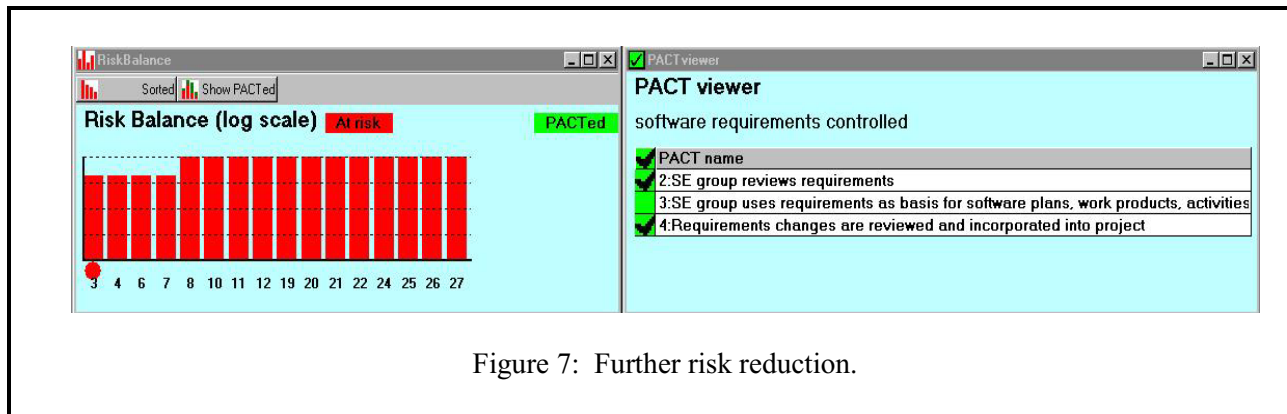 RiskBalance
Sorted Show PACTed
Risk Balance (log scale) At risk PACTed
3 4 6 7 8 10 11 12 19 20 21 22 24 25 26 27
PACTviewer
PACT viewer
software requirements controlled
PACT name
2:SE group reviews requirements
3:SE group uses requirements as basis for software plans, work products, activities
4:Requirements changes are reviewed and incorporated into project
Figure 7: Further risk reduction.